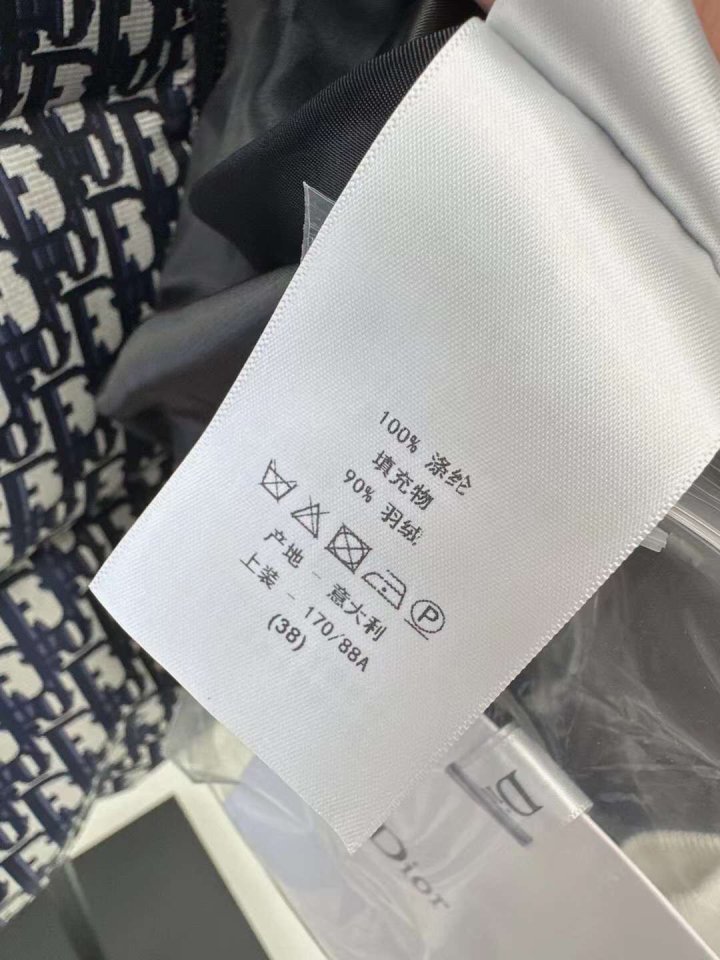 100% 涤纶
填充物
90% 羽绒
P
产地 - 意大利
上装 - 170/88A
(38)
D
Dior